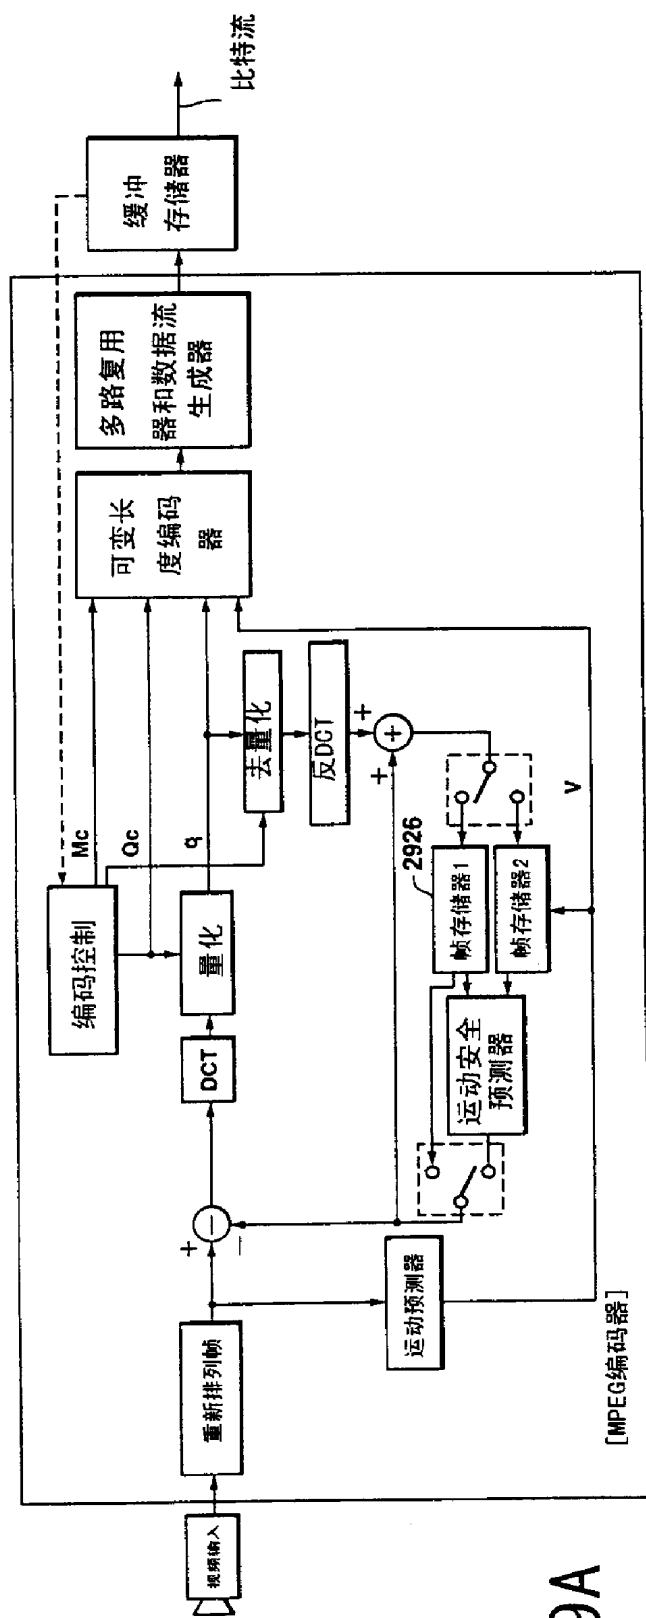 视频输入
重新排列帧
+
−
−
DCT
编码控制
量化
Mc
Qc
q
去量化
反DCT
+
+
+
可变长
度编码
器
多路复用
器和数据流
生成器
缓冲
存储器
比特流
2926
帧存储器1
帧存储器2
运动安全
预测器
运动预测器
V
[MPEG编码器]
9A